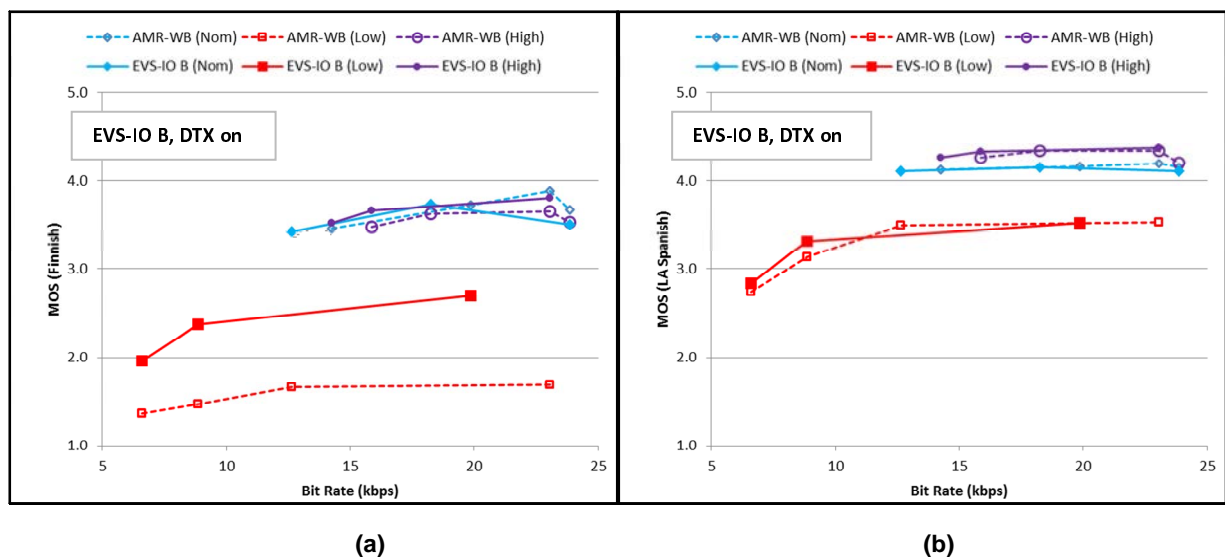 AMR-WB (Nom) AMR-WB (Low) AMR-WB (High)
EVS-IO B (Nom) EVS-IO B (Low) EVS-IO B (High)
5.0
EVS-IO B, DTX on
4.0
3.0
2.0
1.0
MOS (Finnish)
5 10 15 20 25
Bit Rate (kbps)
(a)
AMR-WB (Nom) AMR-WB (Low) AMR-WB (High)
EVS-IO B (Nom) EVS-IO B (Low) EVS-IO B (High)
5.0
EVS-IO B, DTX on
4.0
3.0
2.0
1.0
MOS (LA Spanish)
5 10 15 20 25
Bit Rate (kbps)
(b)